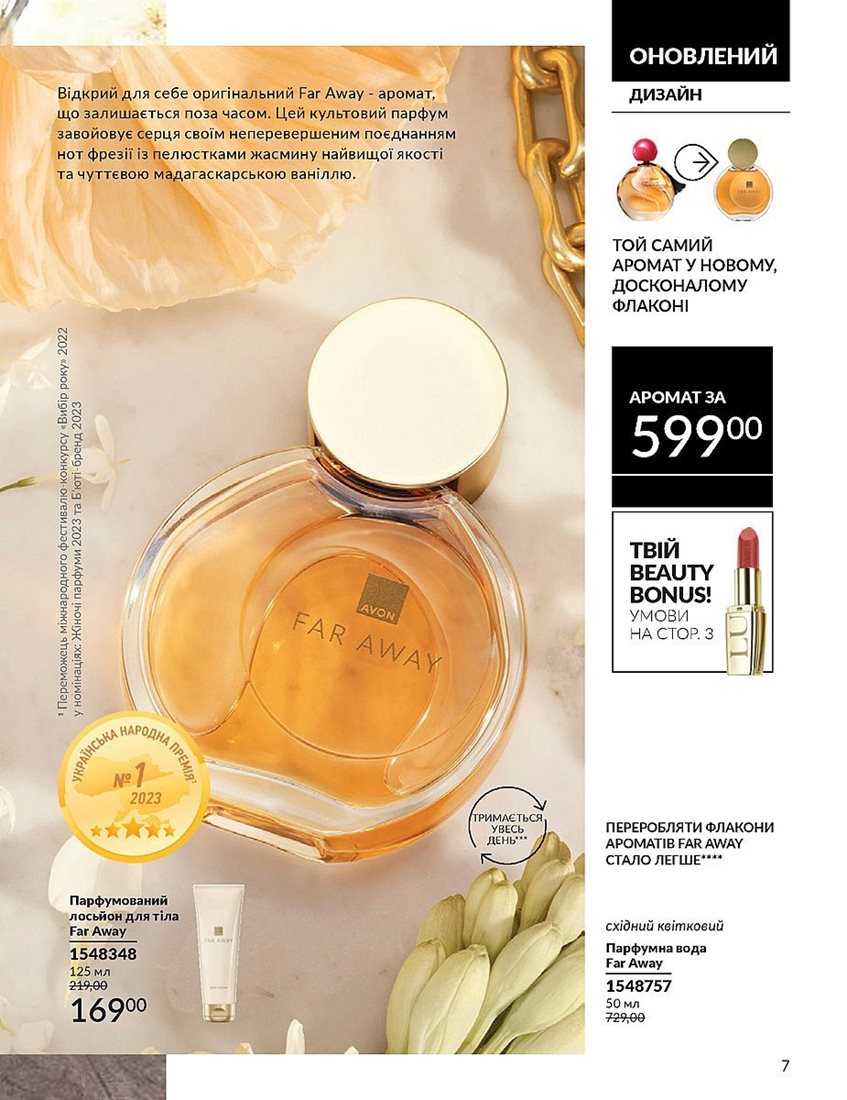 Відкрий для себе оригінальний Far Away - аромат,
що залишається поза часом. Цей культовий парфум
завойовує серця своїм неперевершеним поєднанням
нот фрезії із пелюстками жасмину найвищої якості
та чуттєвою мадагаскарською ваніллю.
ОНОВЛЕНИЙ
ДИЗАЙН
FAR AWAY
ТОЙ САМИЙ
АРОМАТ У НОВОМУ,
ДОСКОНАЛОМУ
ФЛАКОНІ
АРОМАТ ЗА
599⁰⁰
ТВІЙ
BEAUTY
BONUS!
УМОВИ
НА СТОР. 3
LU
¹ Переможець міжнародного фестивалю-конкурсу «Вибір року» 2022
у номінаціях: Жіночі парфуми 2023 та Б'юті-бренд 2023
AVON
FAR AWAY
УКРАЇНСЬКА НАРОДНА ПРЕМІЯ¹
№1
2023
ТРИМАЄТЬСЯ
УВЕСЬ
ДЕНЬ***
ПЕРЕРОБЛЯТИ ФЛАКОНИ
АРОМАТІВ FAR AWAY
СТАЛО ЛЕГШЕ****
Парфумований
лосьйон для тіла
Far Away
1548348
125 мл
219,00
169⁰⁰
FAR AWAY
східний квітковий
Парфумна вода
Far Away
1548757
50 мл
729,00
7